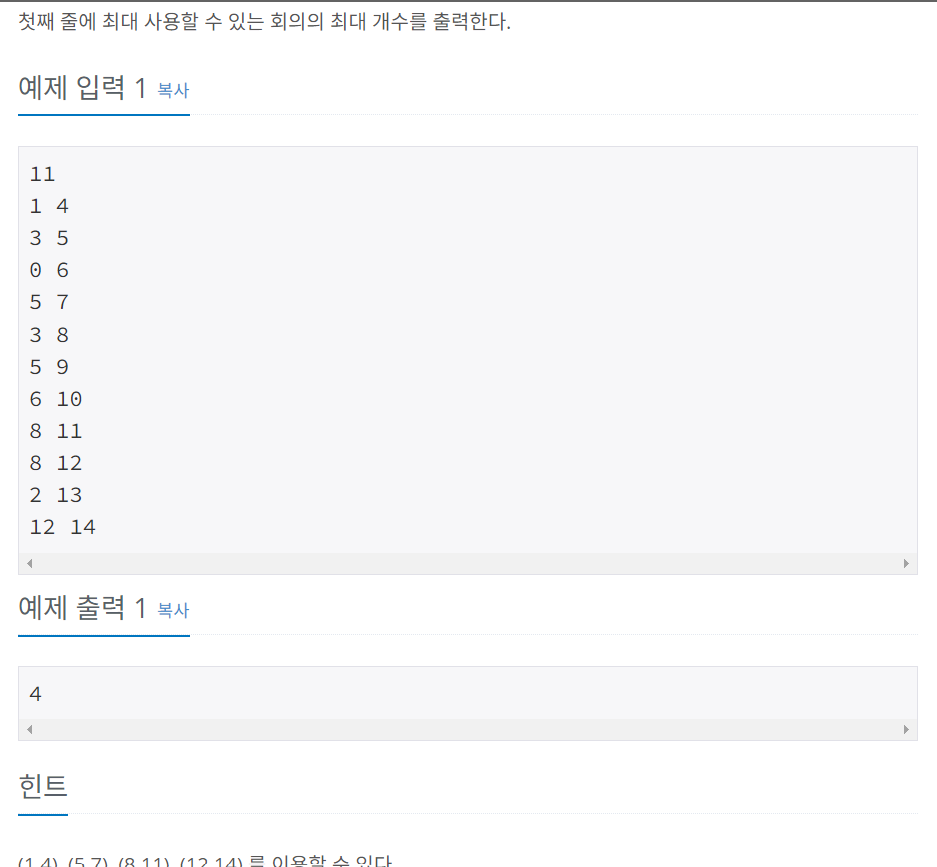 첫째 줄에 최대 사용할 수 있는 회의의 최대 개수를 출력한다.
예제 입력 1 복사
11
1 4
3 5
0 6
5 7
3 8
5 9
6 10
8 11
8 12
2 13
12 14
예제 출력 1 복사
4
힌트
(1,4), (5,7), (8,11), (12,14) 를 이용할 수 있다.